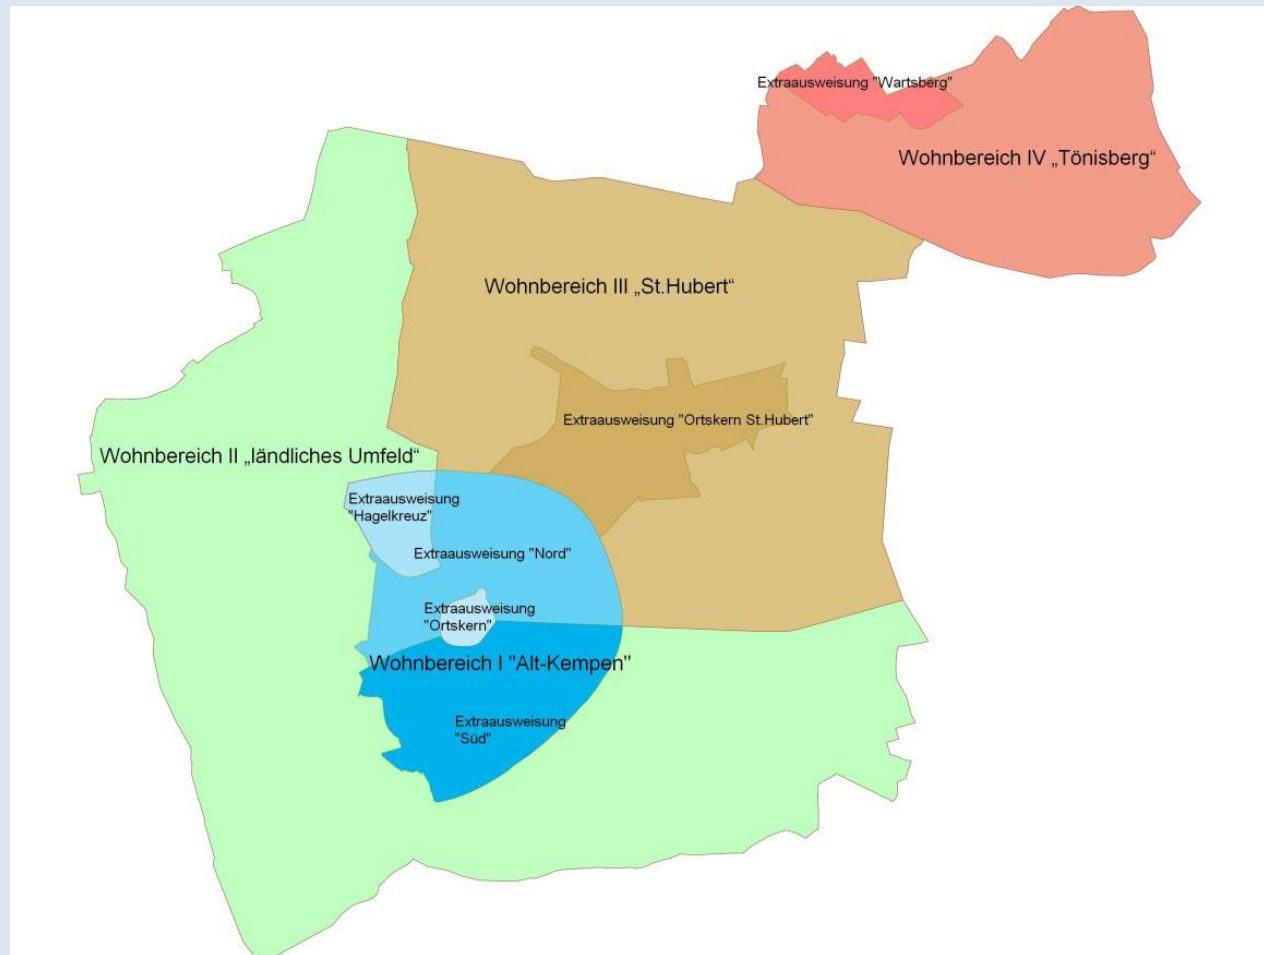 Extraausweisung "Wartsberg"
Wohnbereich IV „Tönisberg“
Wohnbereich III „St.Hubert“
Extraausweisung "Ortskern St.Hubert"
Wohnbereich II „ländliches Umfeld“
Extraausweisung
"Hagelkreuz"
Extraausweisung "Nord"
Extraausweisung
"Ortskern"
Wohnbereich I "Alt-Kempen"
Extraausweisung
"Süd"